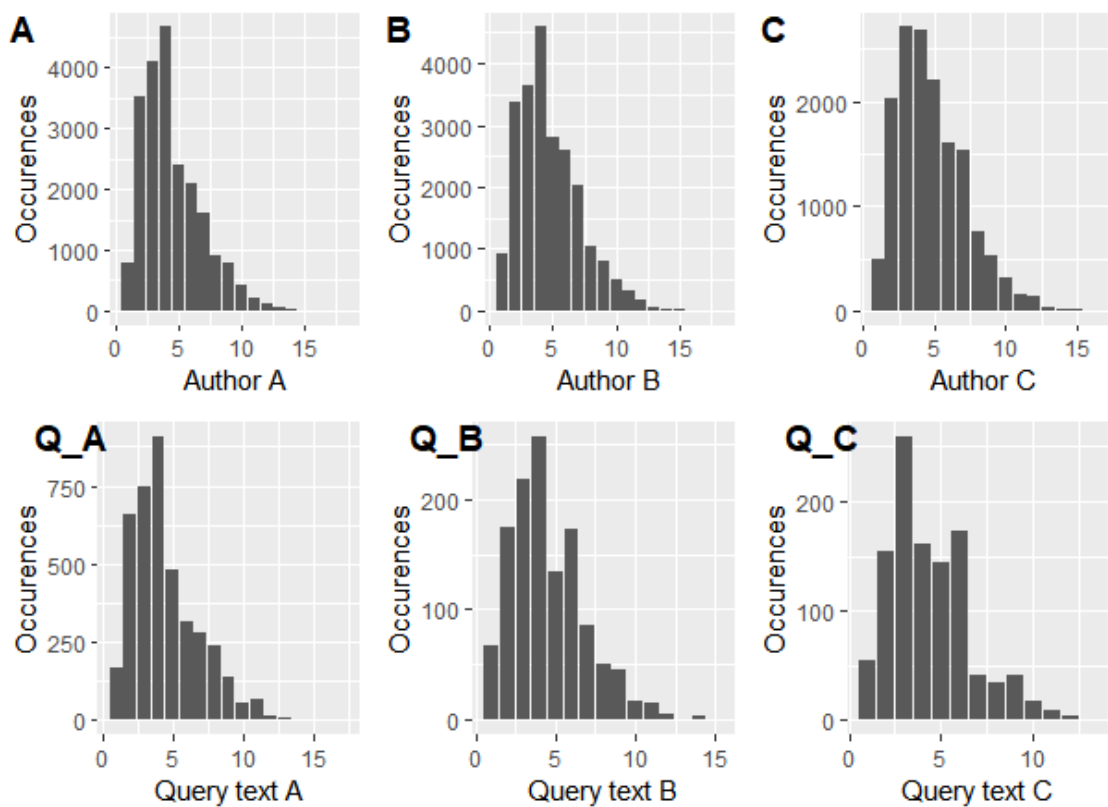 A
Occurences
4000
3000
2000
1000
0
0 5 10 15
Author A
B
Occurences
4000
3000
2000
1000
0
0 5 10 15
Author B
C
Occurences
2000
1000
0
0 5 10 15
Author C
Q_A
Occurences
750
500
250
0
0 5 10 15
Query text A
Q_B
Occurences
200
100
0
0 5 10 15
Query text B
Q_C
Occurences
200
100
0
0 5 10
Query text C